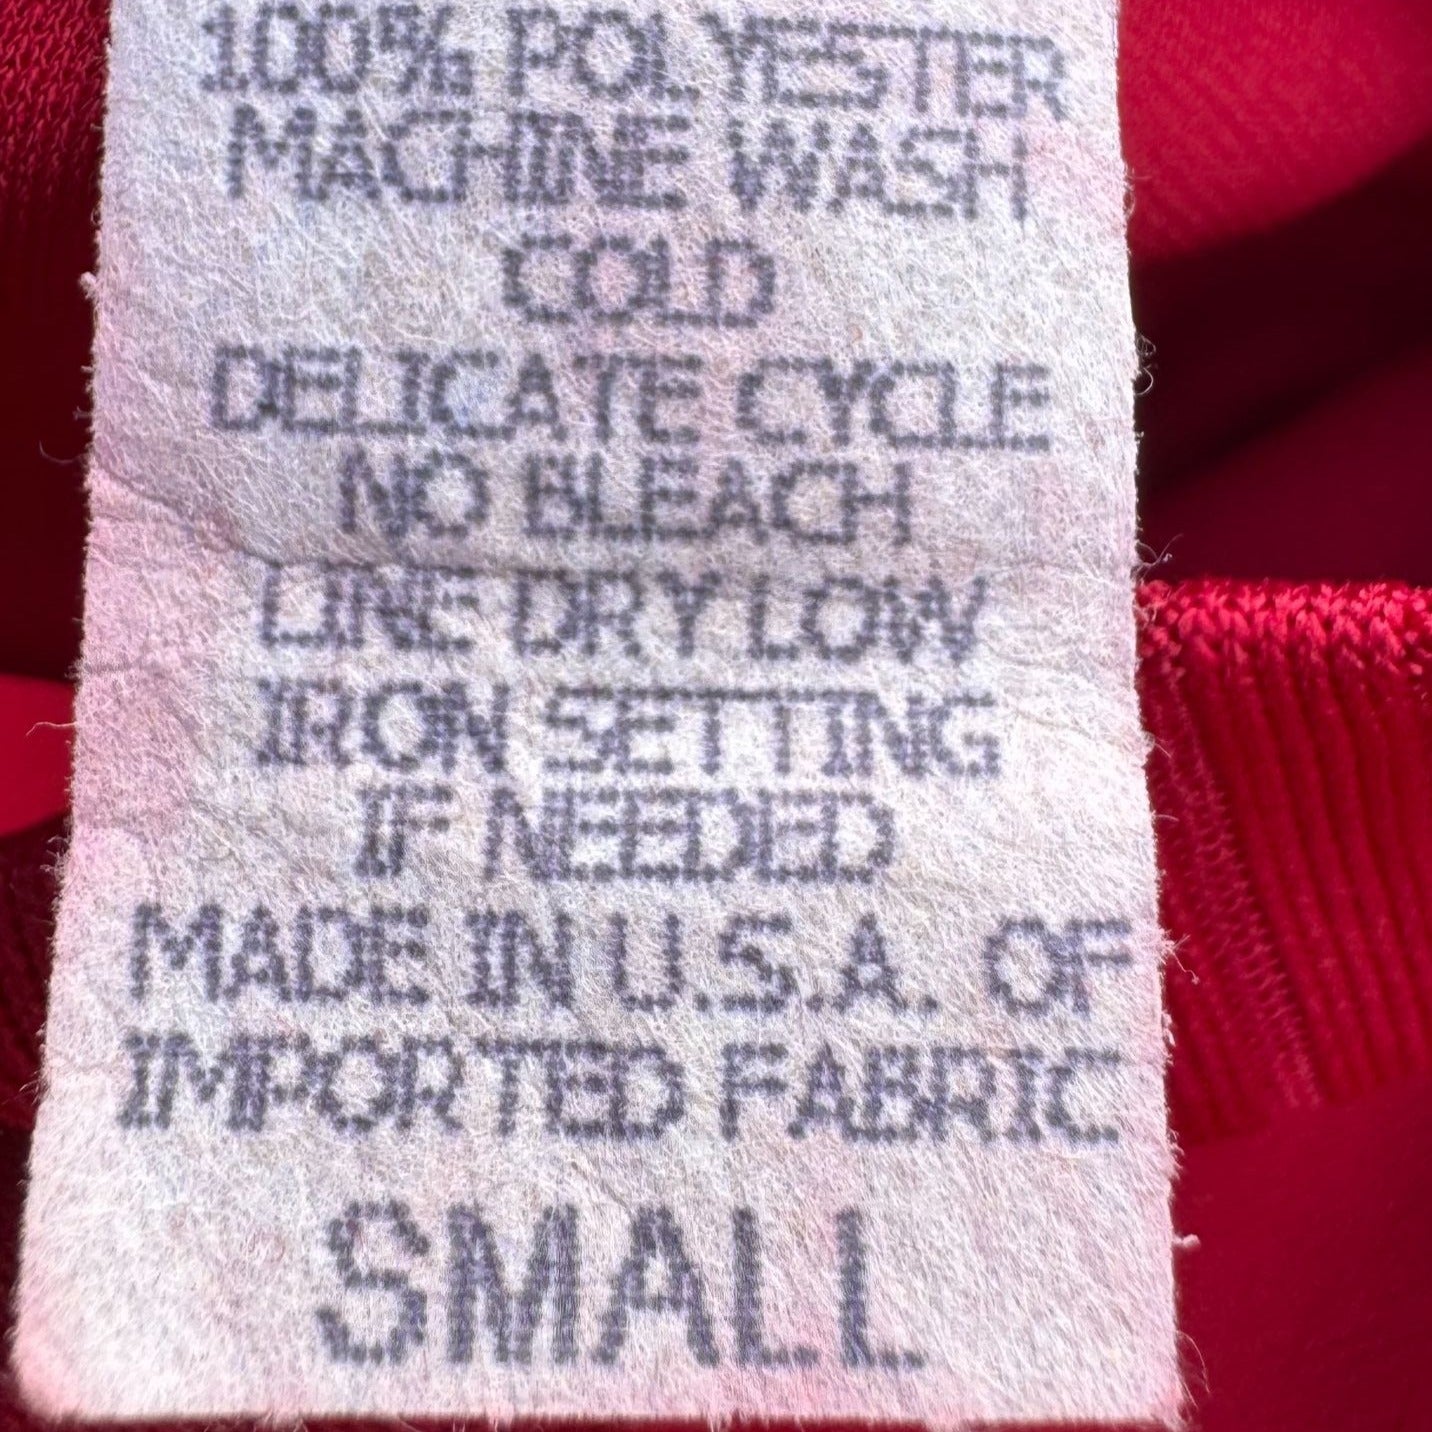 100% POLYESTER
MACHINE WASH
COLD
DELICATE CYCLE
NO BLEACH
LINE DRY LOW
IRON SETTING
IF NEEDED
MADE IN U.S.A. OF
IMPORTED FABRIC
SMALL